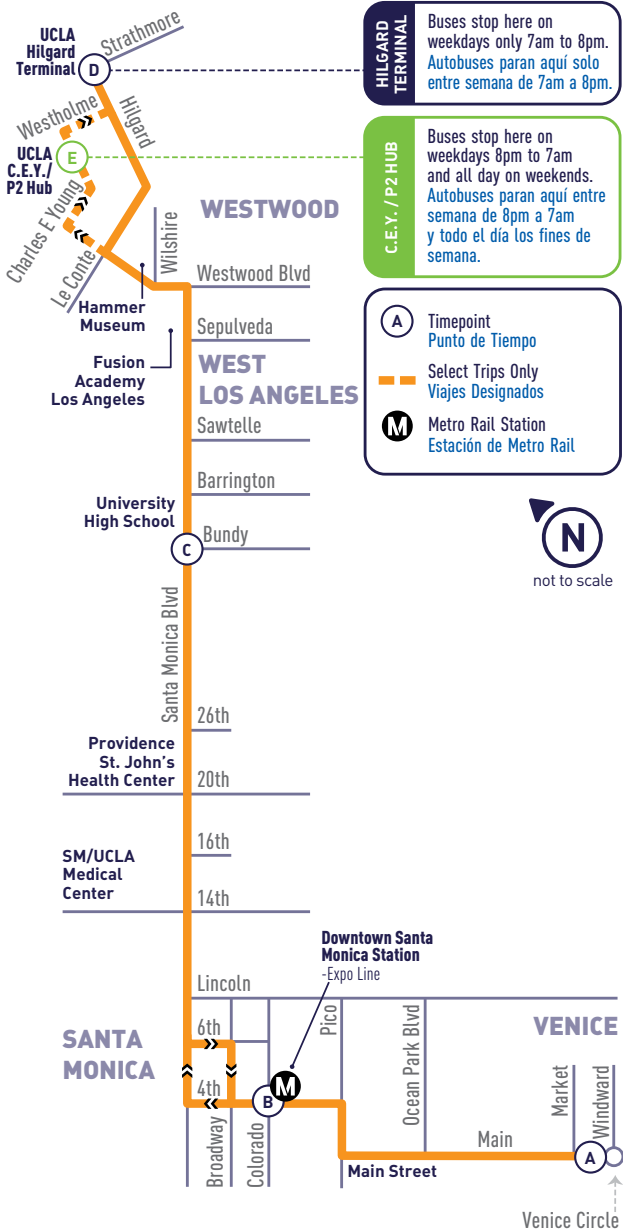 UCLA
Hilgard
Terminal
D
Strathmore
HILGARD
TERMINAL
Buses stop here on
weekdays only 7am to 8pm.
Autobuses paran aquí solo
entre semana de 7am a 8pm.
Westholme
Hilgard
UCLA
C.E.Y./
P2 Hub
E
C.E.Y. / P2 HUB
Buses stop here on
weekdays 8pm to 7am
and all day on weekends.
Autobuses paran aquí entre
semana de 8pm a 7am
y todo el día los fines de
semana.
Charles E Young
Le Conte
Wilshire
WESTWOOD
Westwood Blvd
Hammer
Museum
Sepulveda
Fusion
Academy
Los Angeles
WEST
LOS ANGELES
A
Timepoint
Punto de Tiempo
Select Trips Only
Viajes Designados
M
Metro Rail Station
Estación de Metro Rail
Sawtelle
Barrington
University
High School
C
Bundy
N
not to scale
Santa Monica Blvd
26th
Providence
St. John's
Health Center
20th
16th
SM/UCLA
Medical
Center
14th
Downtown Santa
Monica Station
-Expo Line
Lincoln
SANTA
MONICA
6th
4th
Broadway
Colorado
B
M
Pico
Ocean Park Blvd
VENICE
Market
Windward
Main
A
Main Street
Venice Circle